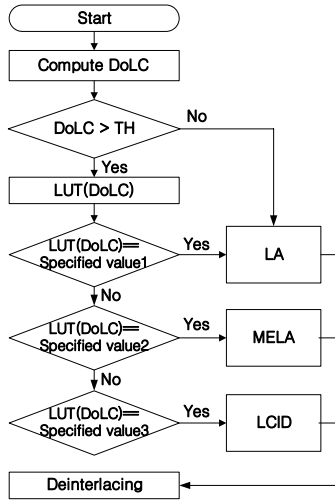 Start
Compute DoLC
DoLC > TH
No
Yes
LUT(DoLC)
LUT(DoLC)==
Specified value1
Yes
LA
No
LUT(DoLC)==
Specified value2
Yes
MELA
No
LUT(DoLC)==
Specified value3
Yes
LCID
Deinterlacing